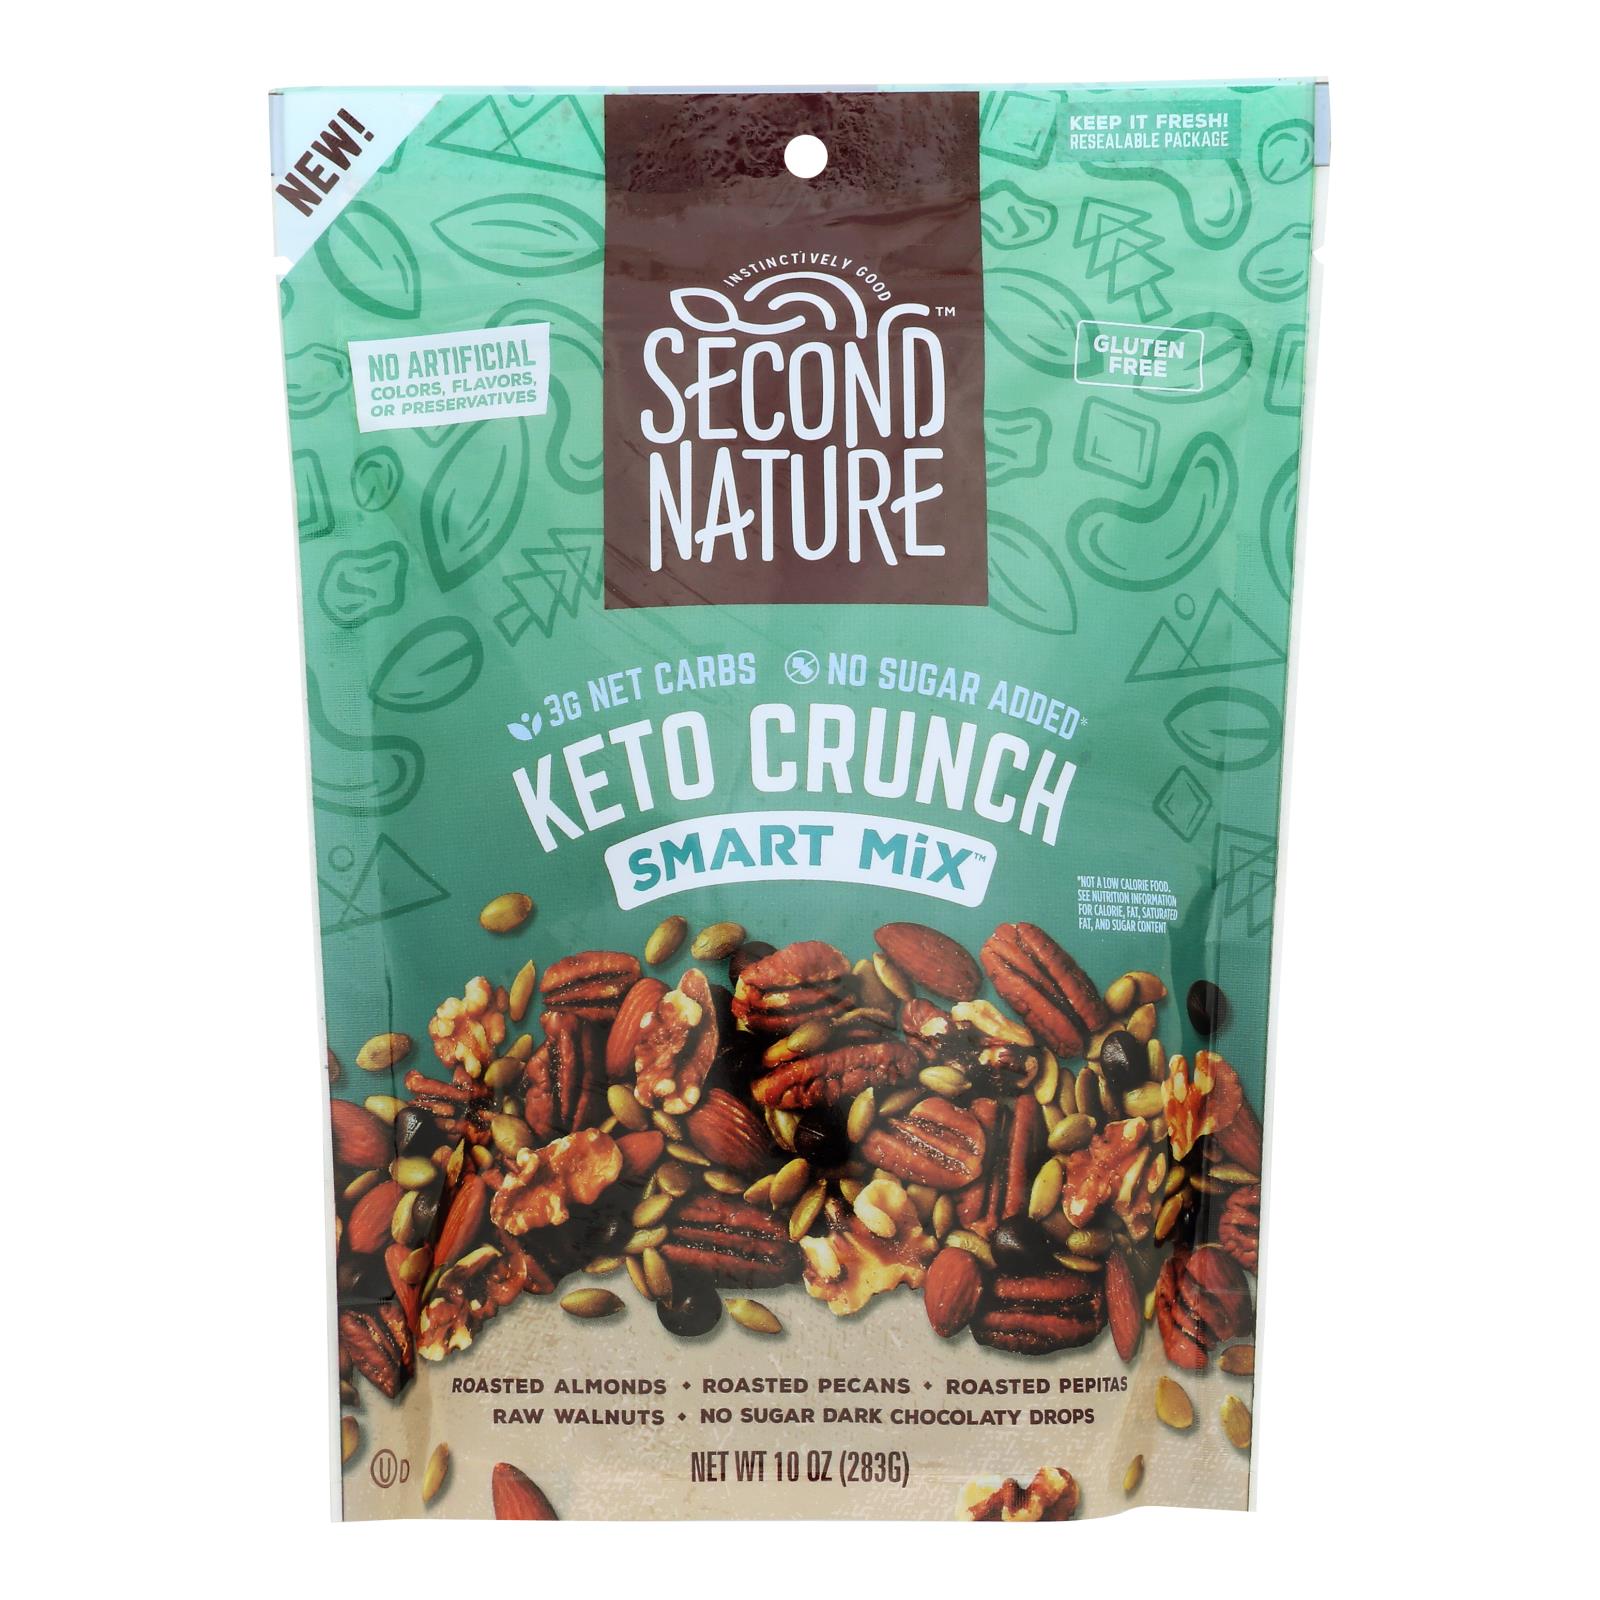 NEW!
KEEP IT FRESH!
RESEALABLE PACKAGE
INSTINCTIVELY GOOD
SECOND™
NATURE
NO ARTIFICIAL
COLORS, FLAVORS,
OR PRESERVATIVES
GLUTEN
FREE
3G NET CARBS NO SUGAR ADDED*
KETO CRUNCH
SMART MiX™
*NOT A LOW CALORIE FOOD.
SEE NUTRITION INFORMATION
FOR CALORIE, FAT, SATURATED
FAT, AND SUGAR CONTENT
ROASTED ALMONDS • ROASTED PECANS • ROASTED PEPITAS
RAW WALNUTS • NO SUGAR DARK CHOCOLATY DROPS
NET WT 10 OZ (283G)
U D